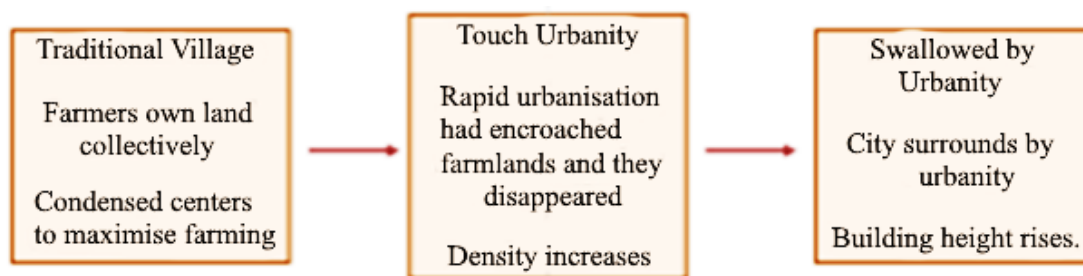 Traditional Village
Farmers own land
collectively
Condensed centers
to maximise farming
Touch Urbanity
Rapid urbanisation
had encroached
farmlands and they
disappeared
Density increases
Swallowed by
Urbanity
City surrounds by
urbanity
Building height rises.